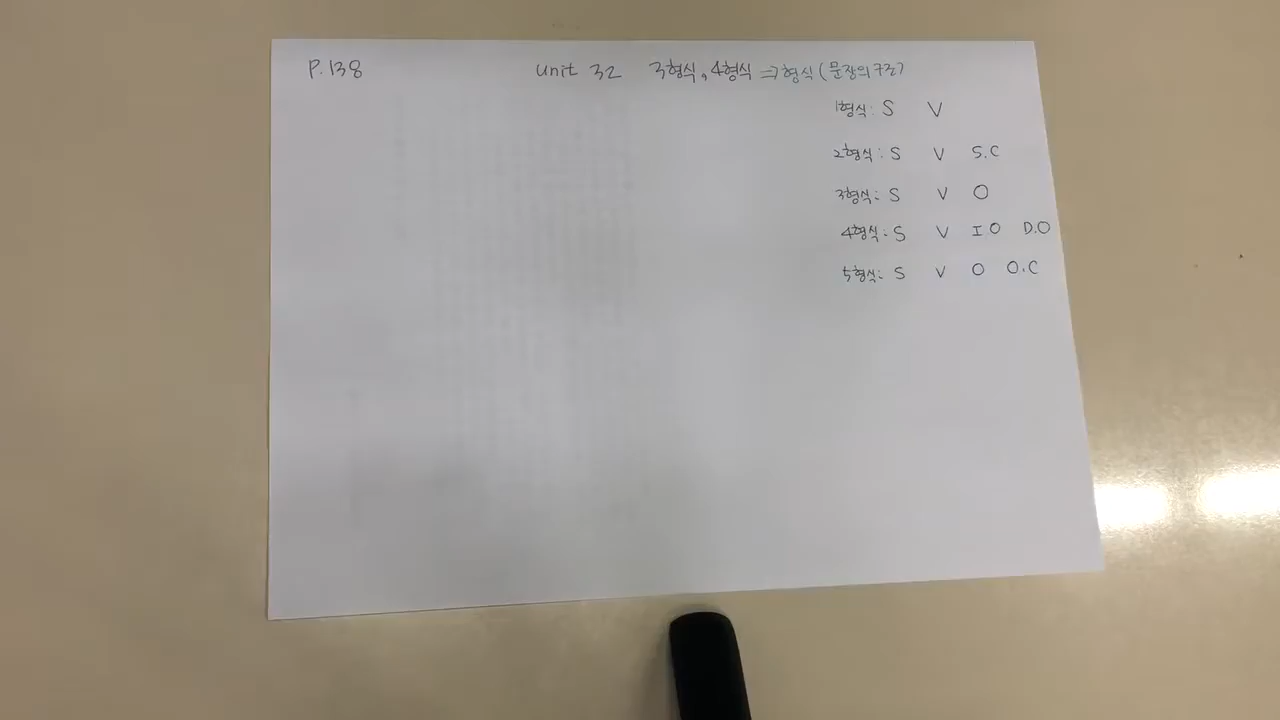 P.138 unit 32 3형식, 4형식 => 형식 (문장의 구조)
1형식: S V
2형식: S V S.C
3형식: S V O
4형식: S V I.O D.O
5형식: S V O O.C